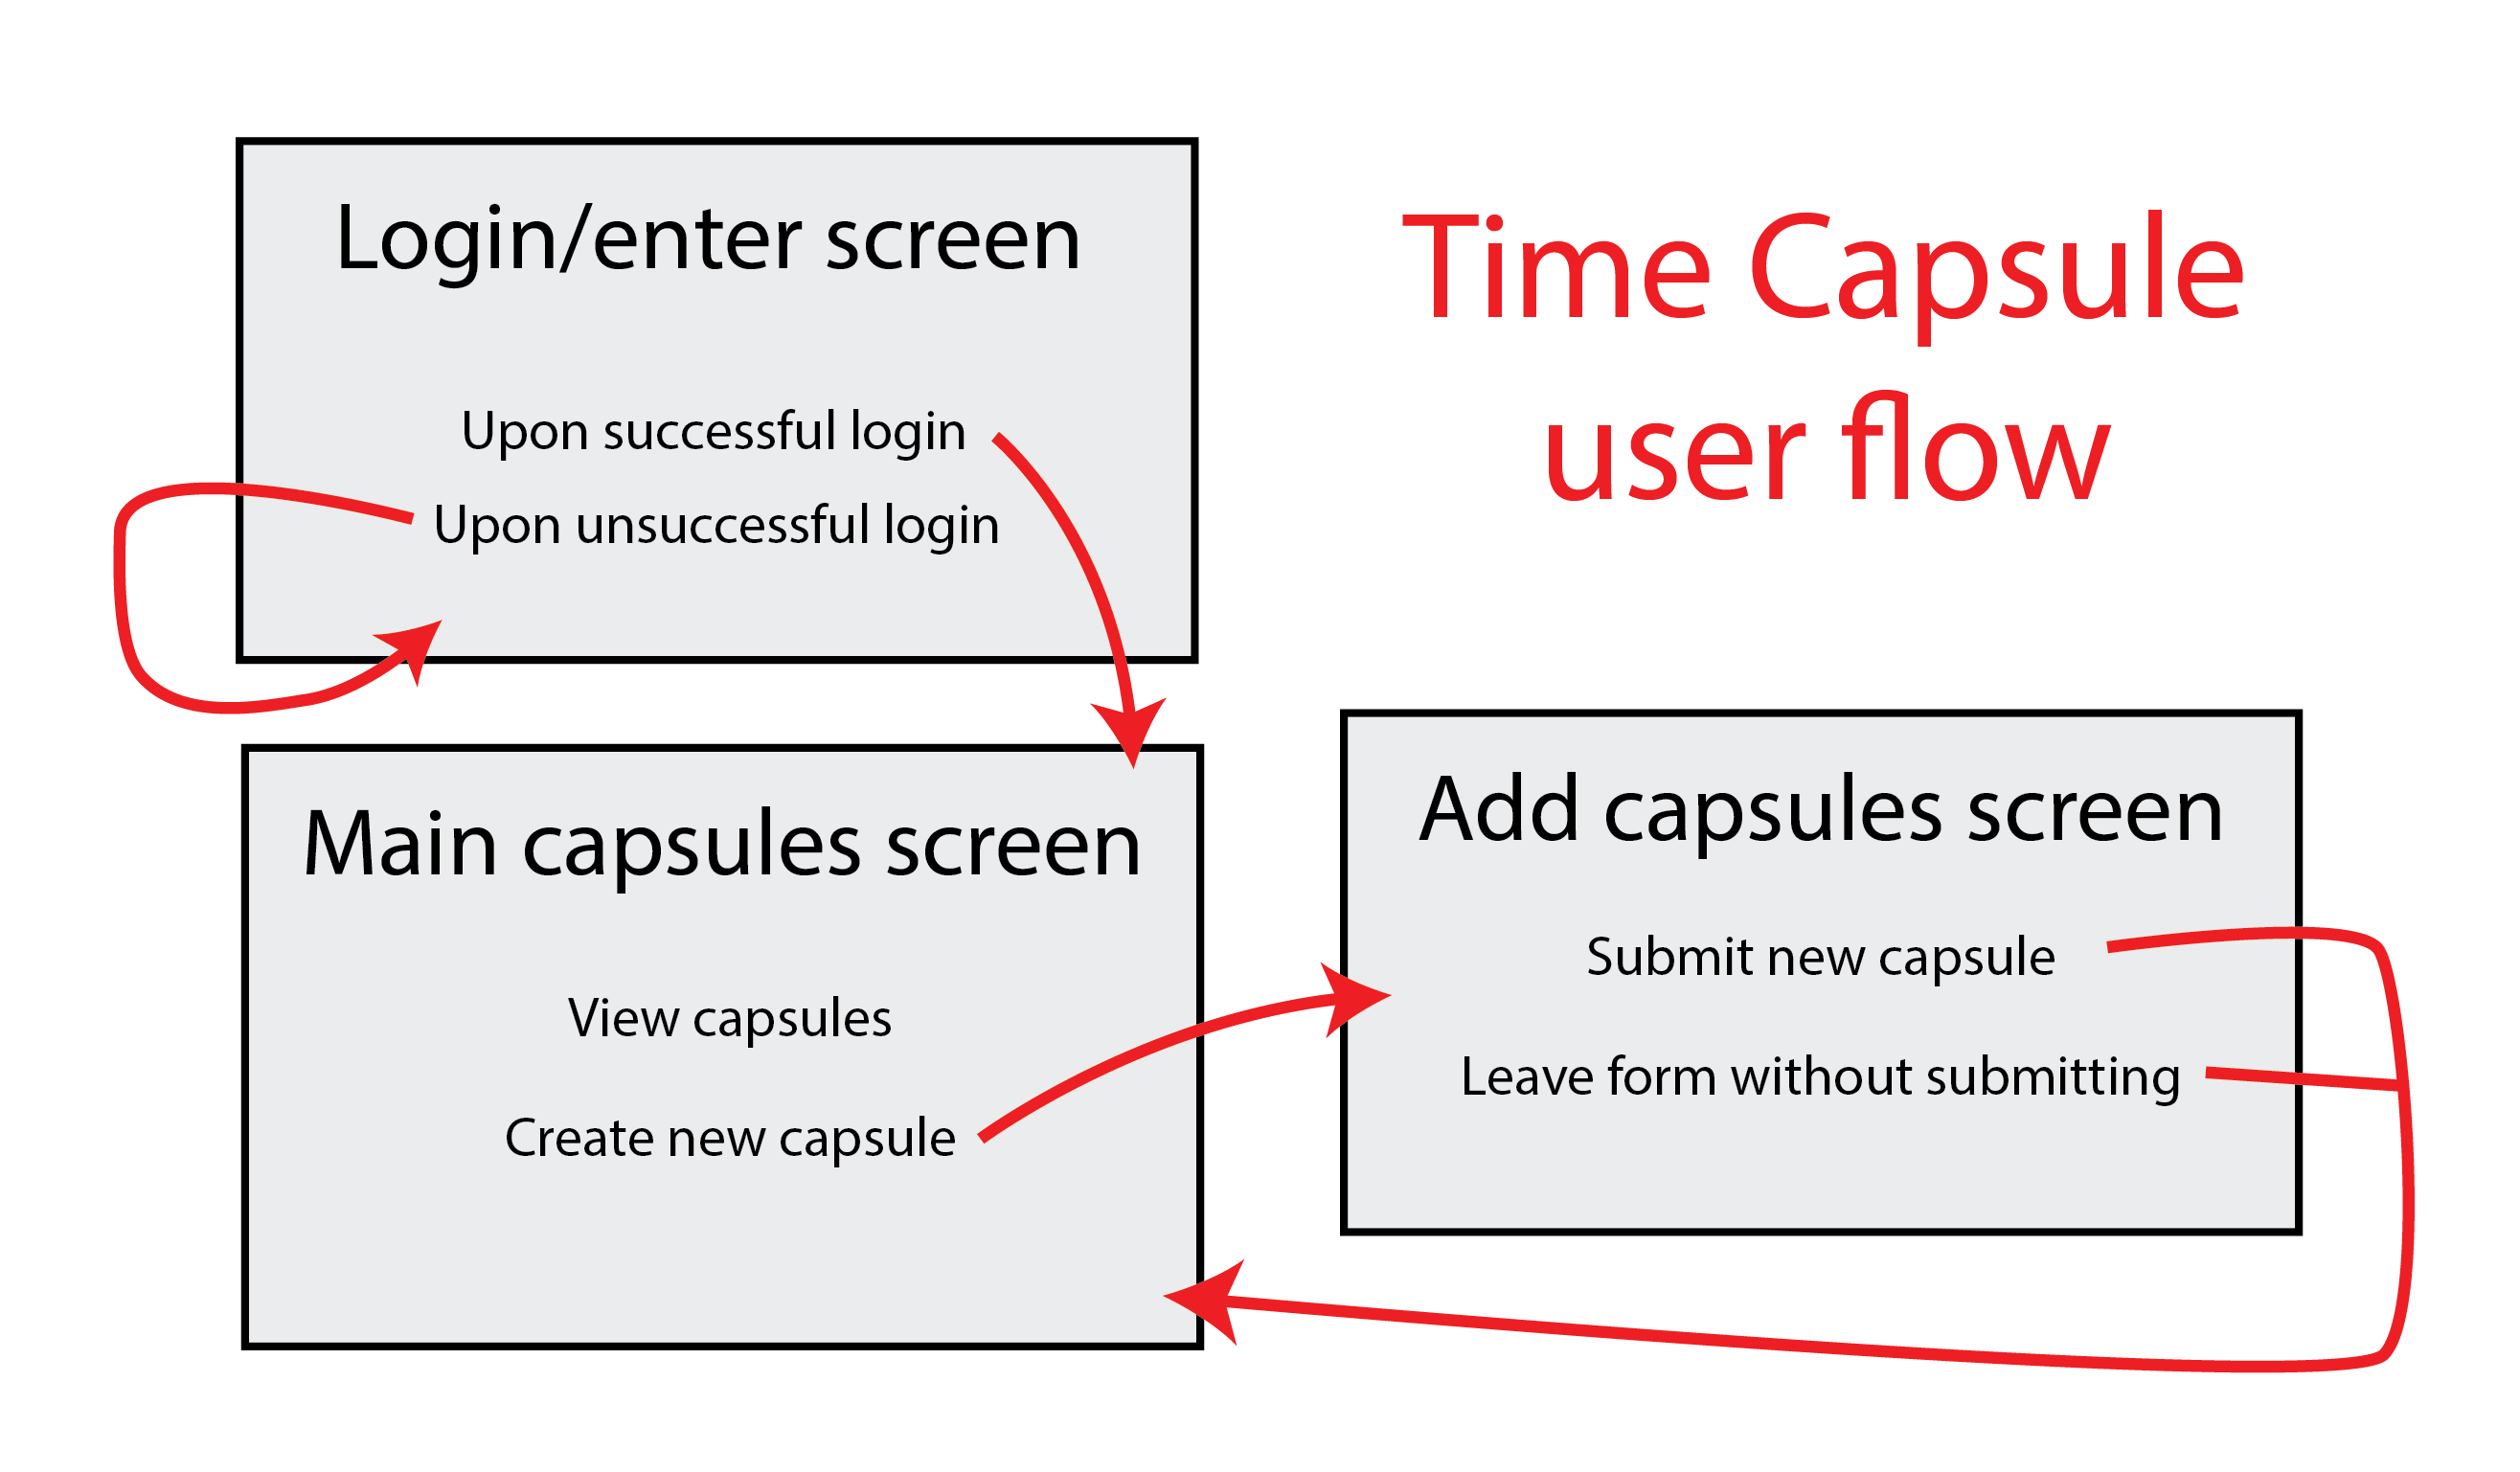 Login/enter screen
Upon successful login
Upon unsuccessful login
Time Capsule
user flow
Main capsules screen
View capsules
Create new capsule
Add capsules screen
Submit new capsule
Leave form without submitting